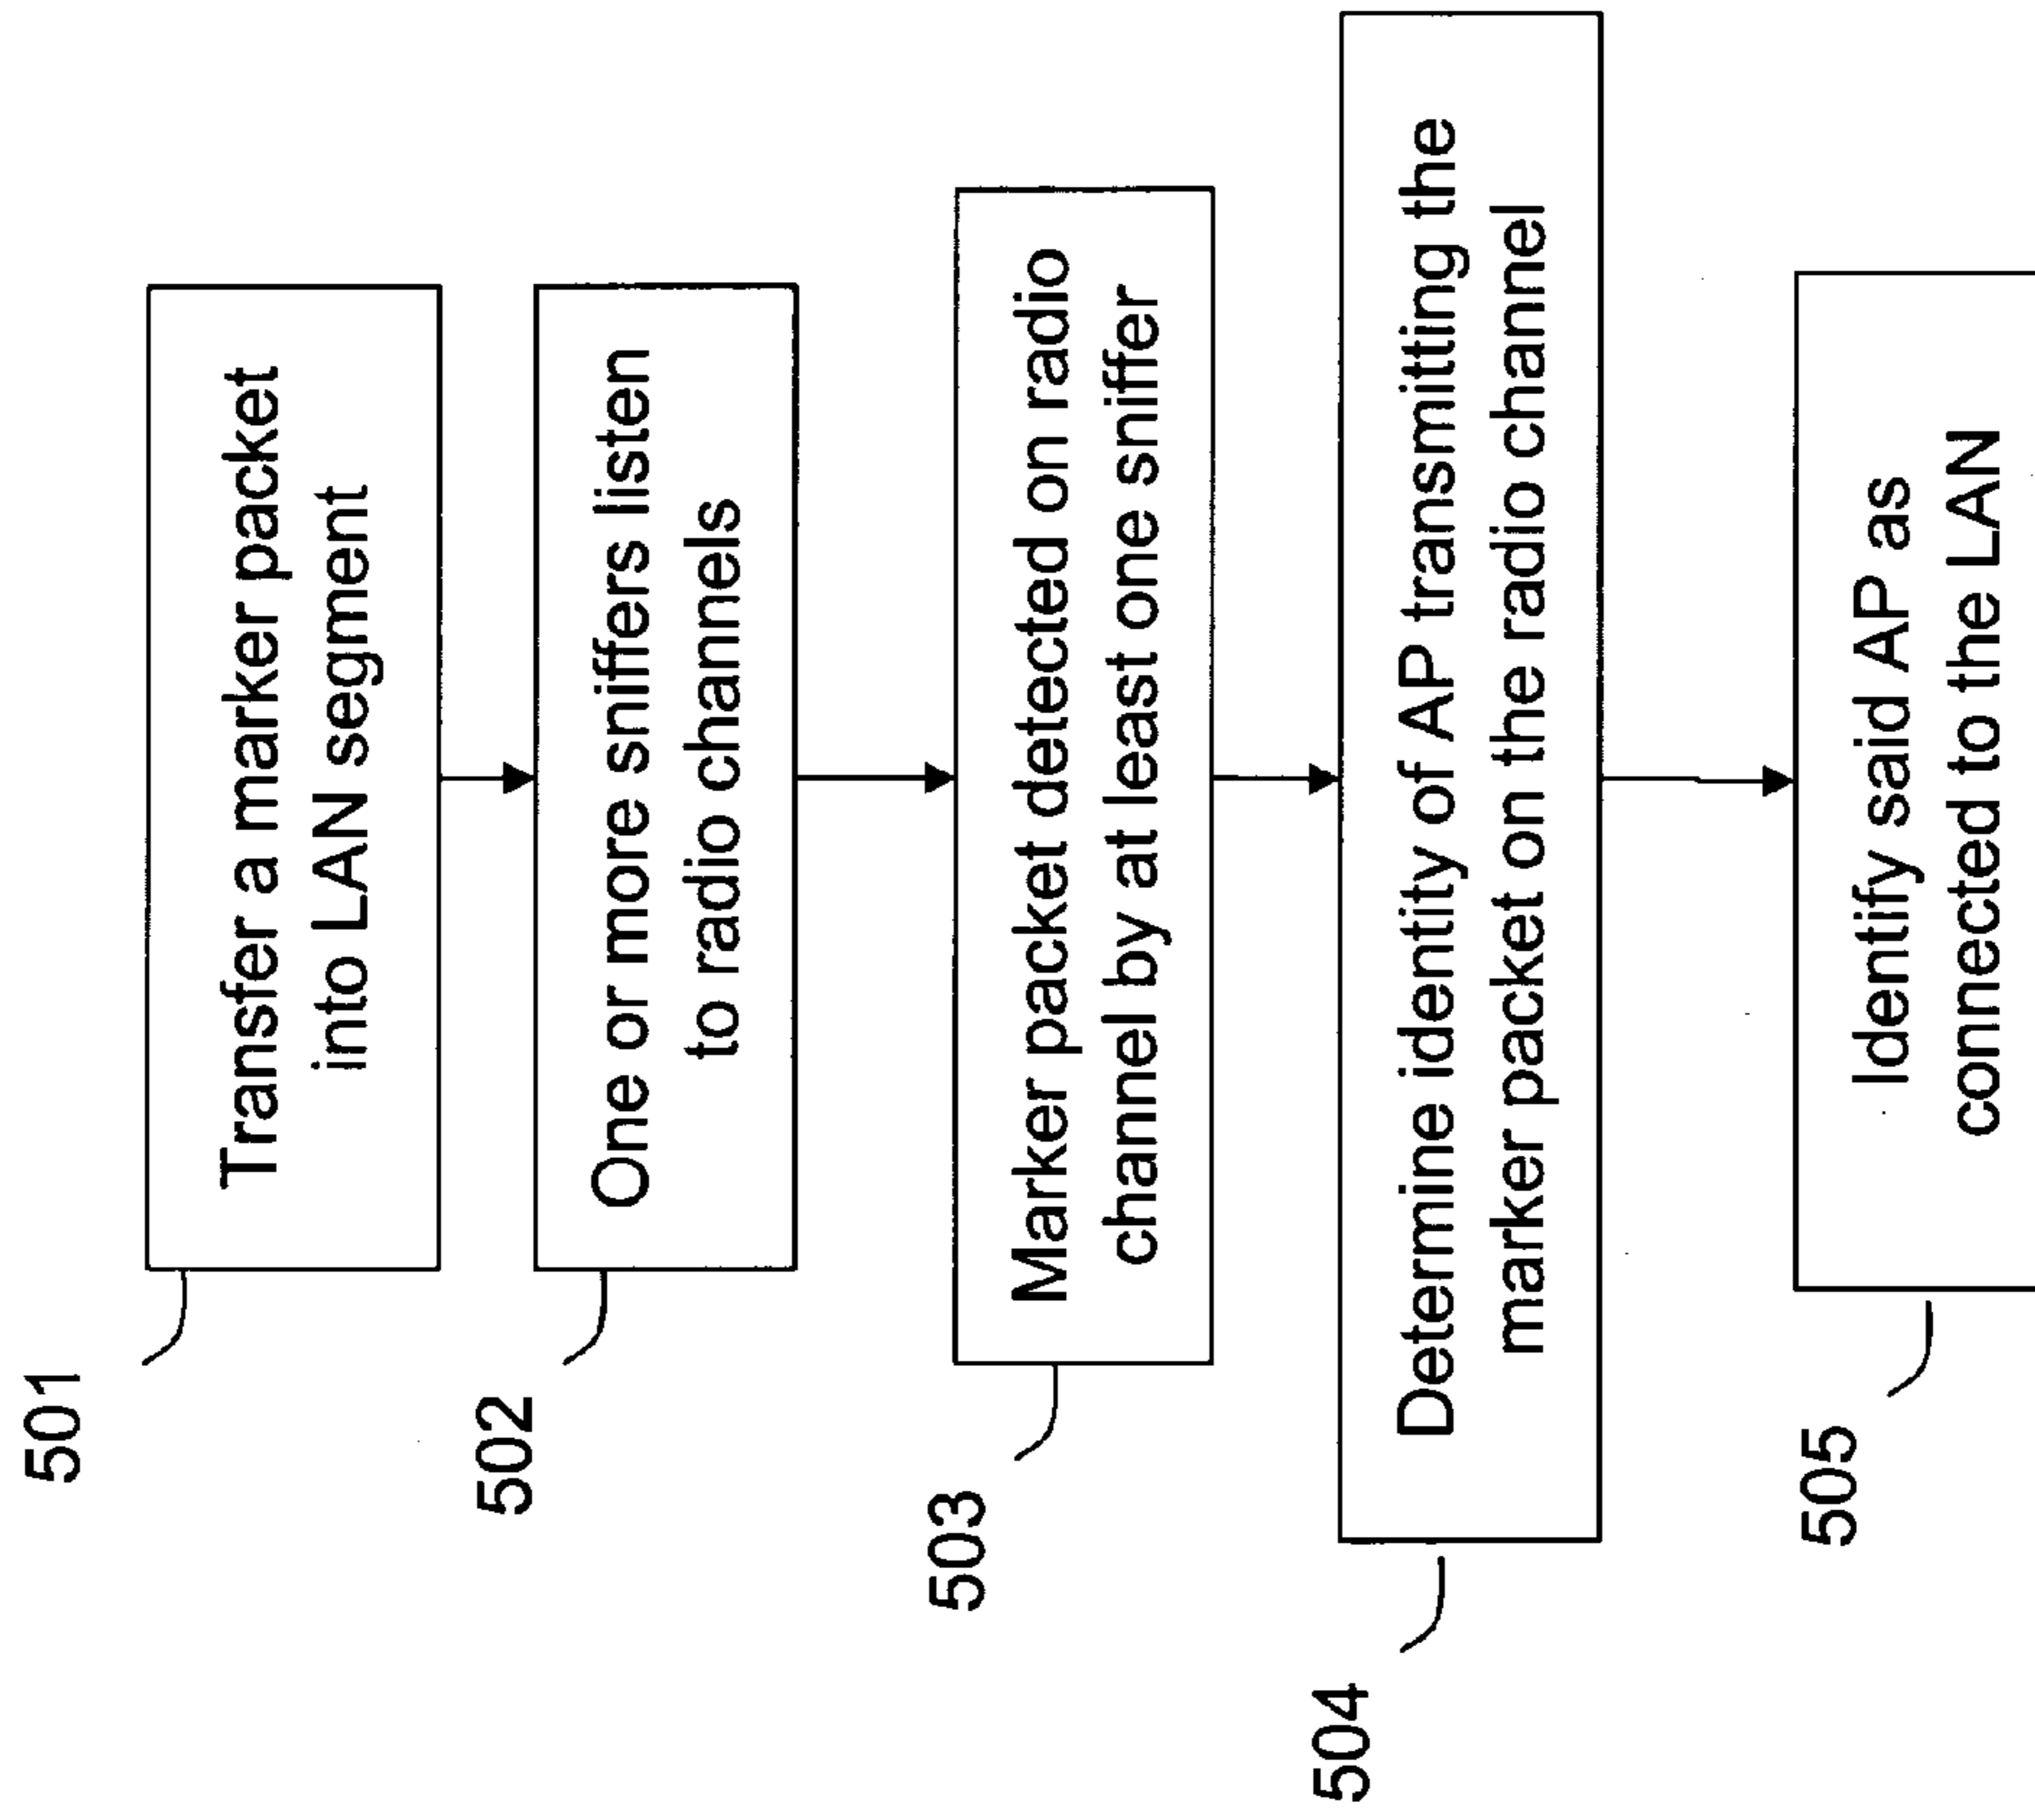 501
Transfer a marker packet
into LAN segment
502
One or more sniffers listen
to radio channels
503
Marker packet detected on radio
channel by at least one sniffer
504
Determine identity of AP transmitting the
marker packet on the radio channel
505
Identify said AP as
connected to the LAN